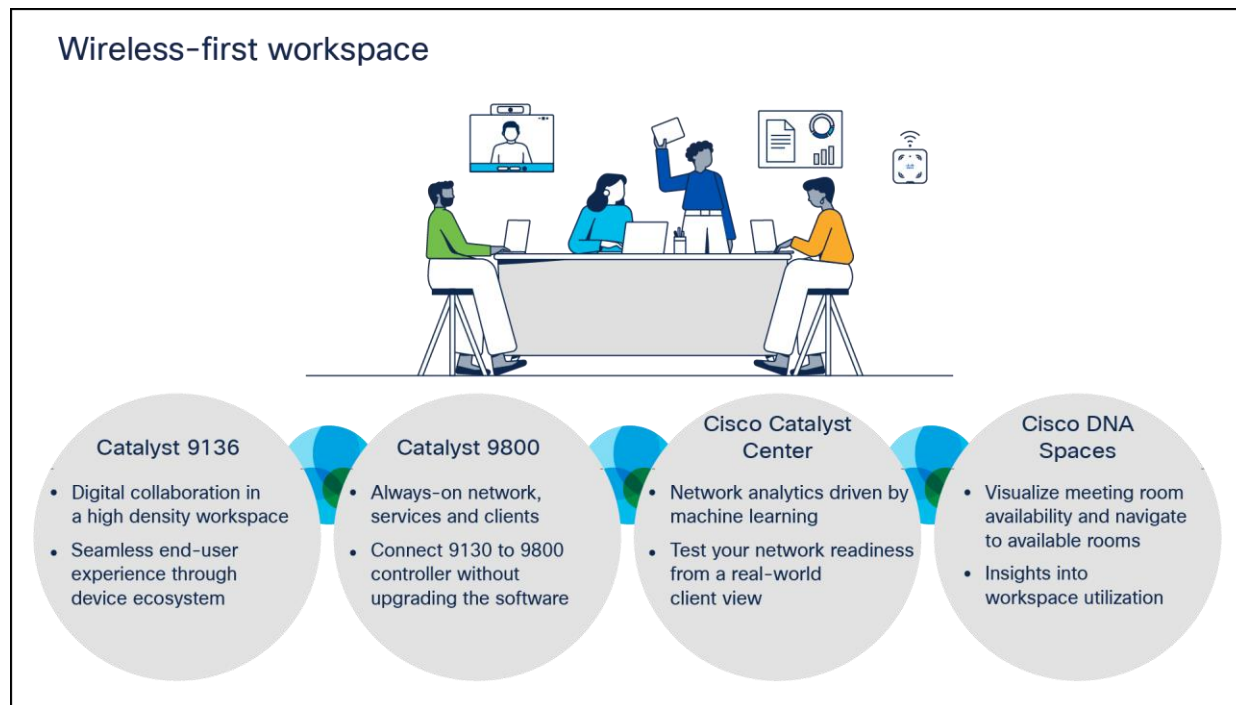 Wireless-first workspace
Catalyst 9136
• Digital collaboration in
a high density workspace
• Seamless end-user
experience through
device ecosystem
Catalyst 9800
• Always-on network,
services and clients
• Connect 9130 to 9800
controller without
upgrading the software
Cisco Catalyst
Center
• Network analytics driven by
machine learning
• Test your network readiness
from a real-world
client view
Cisco DNA
Spaces
• Visualize meeting room
availability and navigate
to available rooms
• Insights into
workspace utilization